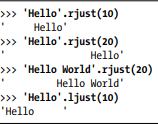 >>> 'Hello'.rjust(10)
'     Hello'
>>> 'Hello'.rjust(20)
'               Hello'
>>> 'Hello World'.rjust(20)
'         Hello World'
>>> 'Hello'.ljust(10)
'Hello     '